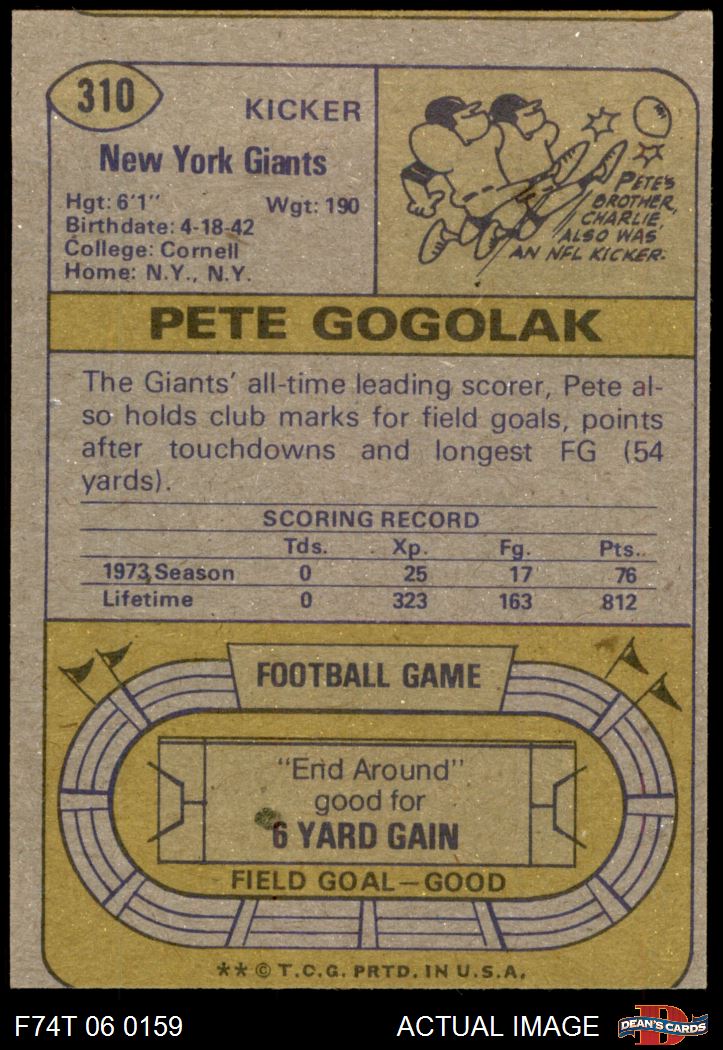 310
KICKER
New York Giants
Hgt: 6'1" Wgt: 190
Birthdate: 4-18-42
College: Cornell
Home: N.Y., N.Y.
PETE'S
BROTHER,
CHARLIE,
ALSO WAS
AN NFL KICKER.
PETE GOGOLAK
The Giants' all-time leading scorer, Pete al-
so holds club marks for field goals, points
after touchdowns and longest FG (54
yards).
SCORING RECORD
Tds. Xp. Fg. Pts.
1973 Season 0 25 17 76
Lifetime 0 323 163 812
FOOTBALL GAME
"End Around"
good for
6 YARD GAIN
FIELD GOAL—GOOD
** © T.C.G. PRTD. IN U.S.A.
F74T 06 0159 ACTUAL IMAGE
D
DEAN'S CARDS